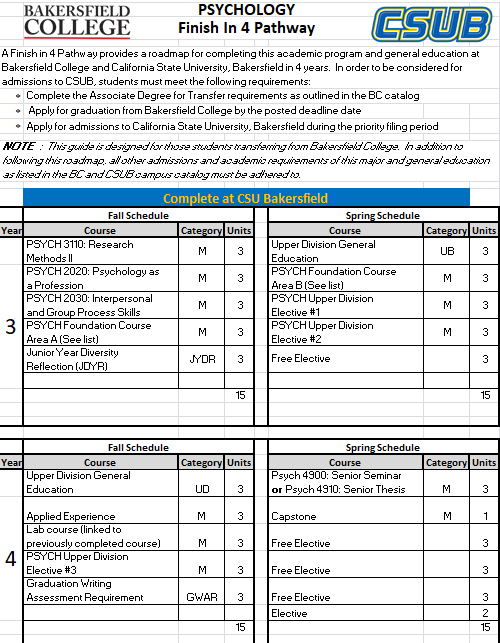 BAKERSFIELD
COLLEGE
PSYCHOLOGY
Finish In 4 Pathway
CSUB
A Finish in 4 Pathway provides a roadmap for completing this academic program and general education at
Bakersfield College and California State University, Bakersfield in 4 years. In order to be considered for
admissions to CSUB, students must meet the following requirements:
• Complete the Associate Degree for Transfer requirements as outlined in the BC catalog
• Apply for graduation from Bakersfield College by the posted deadline date
• Apply for admissions to California State University, Bakersfield during the priority filing period
NOTE : This guide is designed for those students transferring from Bakersfield College. In addition to
following this roadmap, all other admissions and academic requirements of this major and general education
as listed in the BC and CSUB campus catalog must be adhered to.
Complete at CSU Bakersfield
Fall Schedule Spring Schedule
Year Course Category Units Course Category Units
3
PSYCH 3110: Research
Methods II M 3
Upper Division General
Education UB 3
PSYCH 2020: Psychology as
a Profession M 3
PSYCH Foundation Course
Area B (See list) M 3
PSYCH 2030: Interpersonal
and Group Process Skills M 3
PSYCH Upper Division
Elective #1 M 3
PSYCH Foundation Course
Area A (See list) M 3
PSYCH Upper Division
Elective #2 M 3
Junior Year Diversity
Reflection (JDYR) JYDR 3
Free Elective 3
15 15
Fall Schedule Spring Schedule
Year Course Category Units Course Category Units
4
Upper Division General
Education UD 3
Psych 4900: Senior Seminar
or Psych 4910: Senior Thesis M 3
Applied Experience M 3
Capstone M 1
Lab course (linked to
previously completed course) M 3
Free Elective 3
PSYCH Upper Division
Elective #3 M 3
Free Elective 3
Graduation Writing
Assessment Requirement GWAR 3
Free Elective 3
Elective 2
15 15